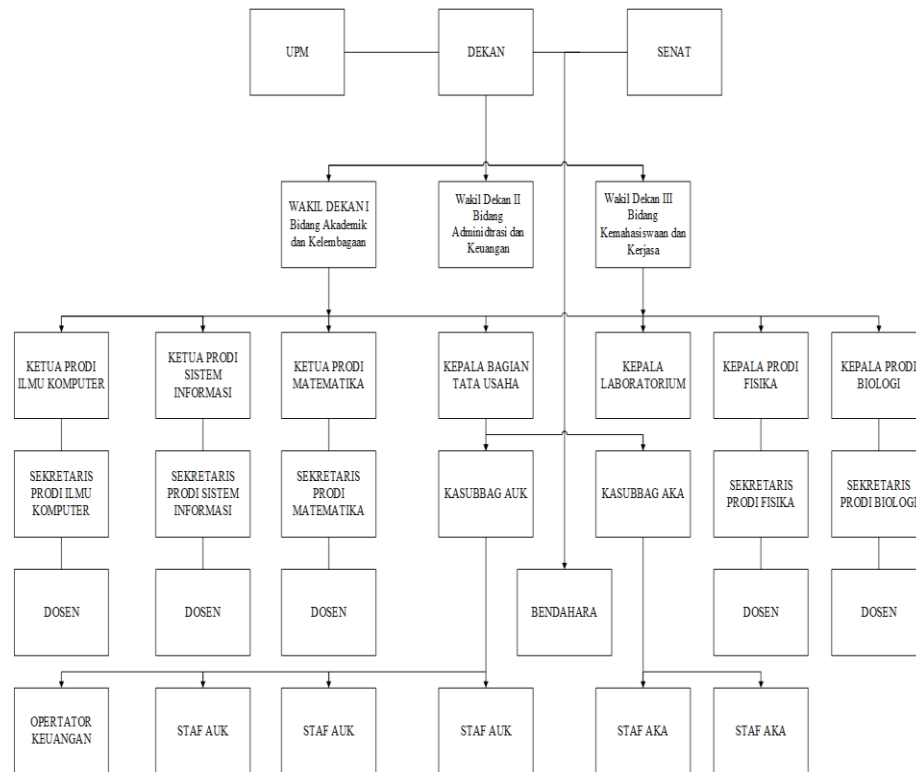 UPM
DEKAN
SENAT
WAKIL DEKAN I
Bidang Akademik
dan Kelembagaan
Wakil Dekan II
Bidang
Adminidtrasi dan
Keuangan
Wakil Dekan III
Bidang
Kemahasiswaan dan
Kerjasa
KETUA PRODI
ILMU KOMPUTER
KETUA PRODI
SISTEM
INFORMASI
KETUA PRODI
MATEMATIKA
KEPALA BAGIAN
TATA USAHA
KEPALA
LABORATORIUM
KEPALA PRODI
FISIKA
KEPALA PRODI
BIOLOGI
SEKRETARIS
PRODI ILMU
KOMPUTER
SEKRETARIS
PRODI SISTEM
INFORMASI
SEKRETARIS
PRODI
MATEMATIKA
KASUBBAG AUK
KASUBBAG AKA
SEKRETARIS
PRODI FISIKA
SEKRETARIS
PRODI BIOLOGI
DOSEN
DOSEN
DOSEN
BENDAHARA
DOSEN
DOSEN
OPERTATOR
KEUANGAN
STAF AUK
STAF AUK
STAF AUK
STAF AKA
STAF AKA